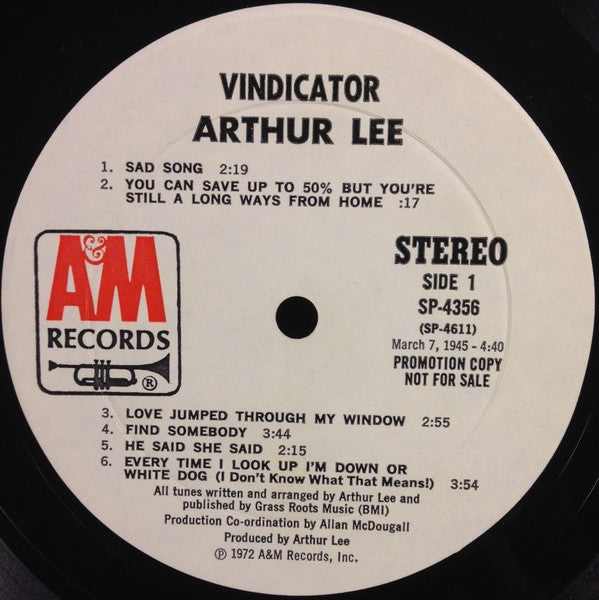 VINDICATOR
ARTHUR LEE
1. SAD SONG 2:19
2. YOU CAN SAVE UP TO 50% BUT YOU'RE
STILL A LONG WAYS FROM HOME :17
A&M
RECORDS
®
STEREO
SIDE 1
SP-4356
(SP-4611)
March 7, 1945 - 4:40
PROMOTION COPY
NOT FOR SALE
3. LOVE JUMPED THROUGH MY WINDOW 2:55
4. FIND SOMEBODY 3:44
5. HE SAID SHE SAID 2:15
6. EVERY TIME I LOOK UP I'M DOWN OR
WHITE DOG (I Don't Know What That Means!) 3:54
All tunes written and arranged by Arthur Lee and
published by Grass Roots Music (BMI)
Production Co-ordination by Allan McDougall
Produced by Arthur Lee
℗ 1972 A&M Records, Inc.